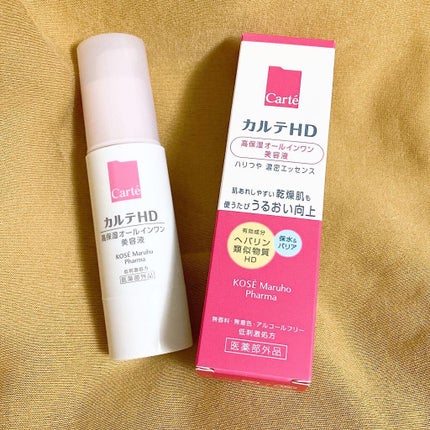 Carté
カルテHD
高保湿オールインワン
美容液
KOSÉ Maruho
Pharma
低刺激処方
医薬部外品
Carté
カルテHD
高保湿オールインワン
美容液
ハリつや 濃密エッセンス
肌あれしやすい乾燥肌も
使うたびうるおい向上
有効成分
ヘパリン
類似物質
HD
保水&
バリア
KOSÉ Maruho
Pharma
無香料・無着色・アルコールフリー
低刺激処方
医薬部外品